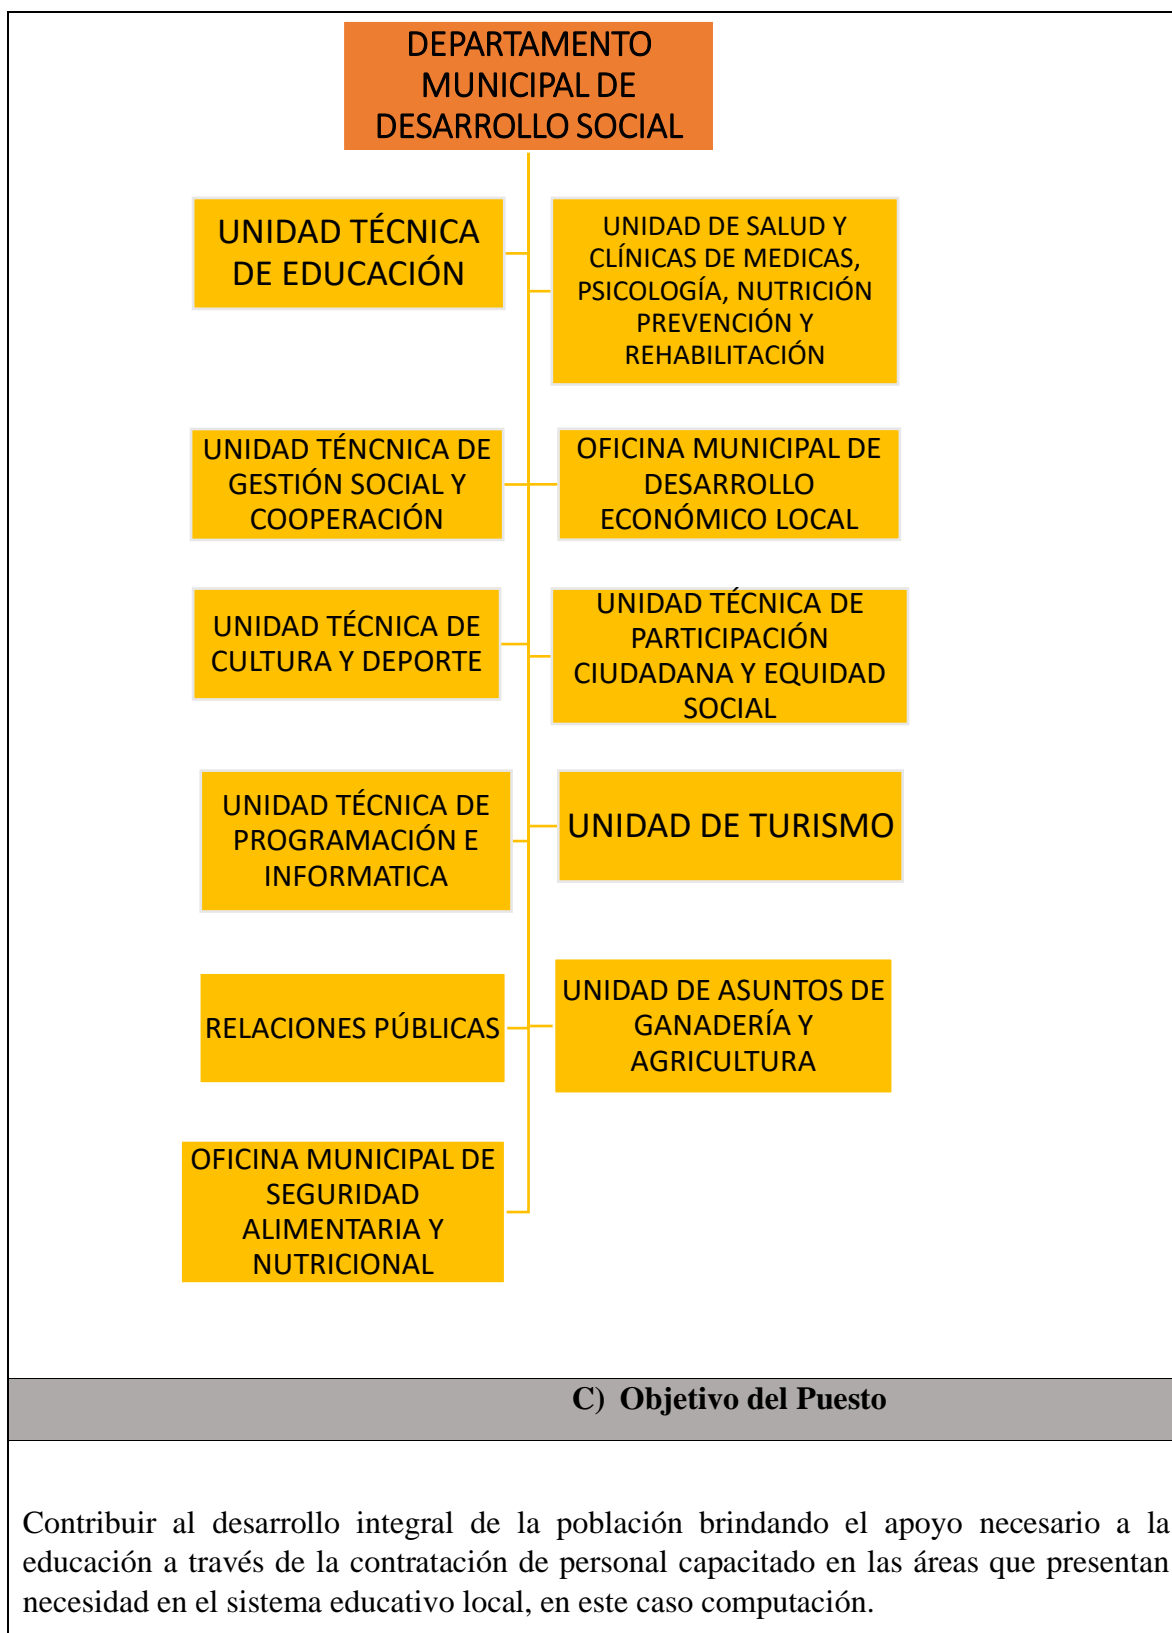 DEPARTAMENTO
MUNICIPAL DE
DESARROLLO SOCIAL
UNIDAD TÉCNICA
DE EDUCACIÓN
UNIDAD DE SALUD Y
CLÍNICAS DE MEDICAS,
PSICOLOGÍA, NUTRICIÓN
PREVENCIÓN Y
REHABILITACIÓN
UNIDAD TÉNCNICA DE
GESTIÓN SOCIAL Y
COOPERACIÓN
OFICINA MUNICIPAL DE
DESARROLLO
ECONÓMICO LOCAL
UNIDAD TÉCNICA DE
CULTURA Y DEPORTE
UNIDAD TÉCNICA DE
PARTICIPACIÓN
CIUDADANA Y EQUIDAD
SOCIAL
UNIDAD TÉCNICA DE
PROGRAMACIÓN E
INFORMATICA
UNIDAD DE TURISMO
RELACIONES PÚBLICAS
UNIDAD DE ASUNTOS DE
GANADERÍA Y
AGRICULTURA
OFICINA MUNICIPAL DE
SEGURIDAD
ALIMENTARIA Y
NUTRICIONAL
C) Objetivo del Puesto
Contribuir al desarrollo integral de la población brindando el apoyo necesario a la
educación a través de la contratación de personal capacitado en las áreas que presentan
necesidad en el sistema educativo local, en este caso computación.